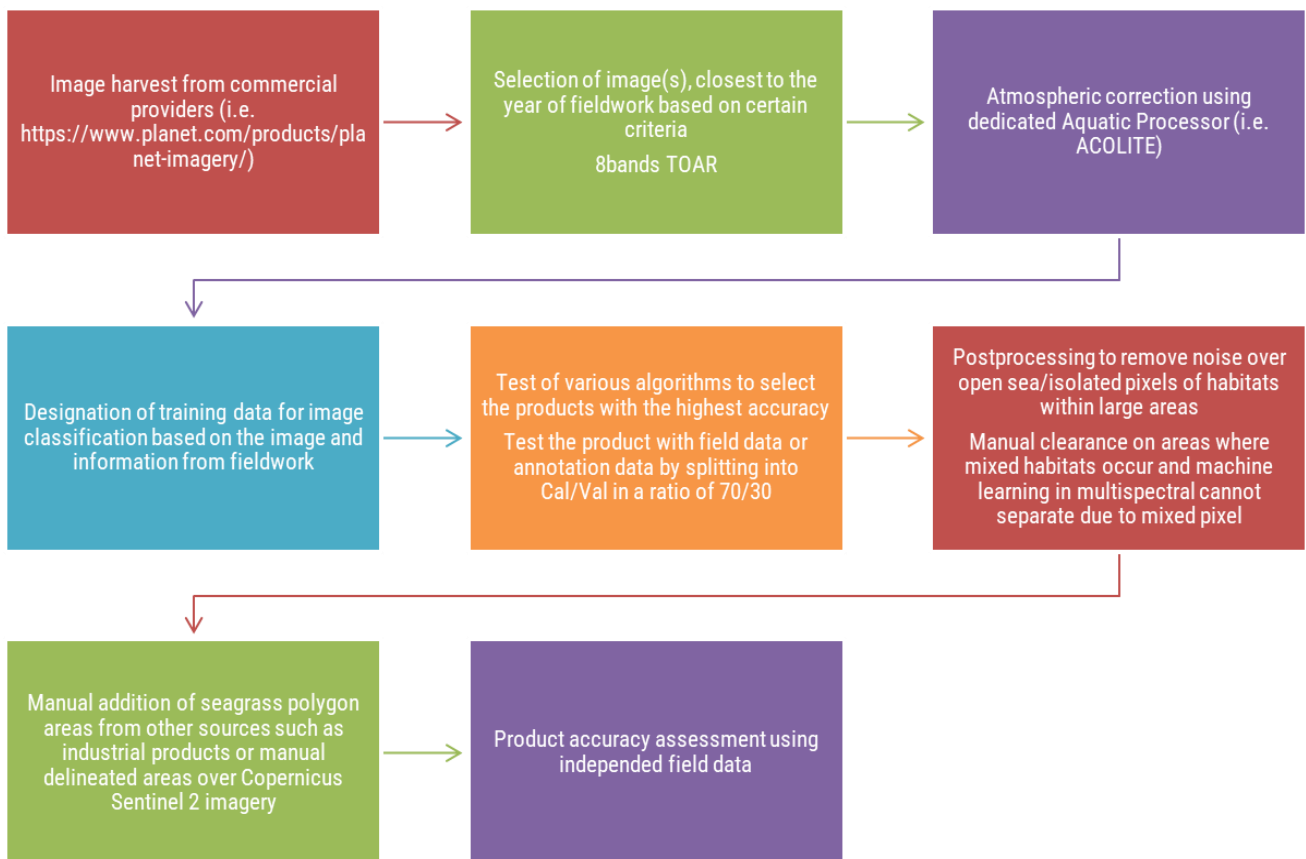 Image harvest from commercial
providers (i.e.
https://www.planet.com/products/pla
net-imagery/)
Selection of image(s), closest to the
year of fieldwork based on certain
criteria
8bands TOAR
Atmospheric correction using
dedicated Aquatic Processor (i.e.
ACOLITE)
Designation of training data for image
classification based on the image and
information from fieldwork
Test of various algorithms to select
the products with the highest accuracy
Test the product with field data or
annotation data by splitting into
Cal/Val in a ratio of 70/30
Postprocessing to remove noise over
open sea/isolated pixels of habitats
within large areas
Manual clearance on areas where
mixed habitats occur and machine
learning in multispectral cannot
separate due to mixed pixel
Manual addition of seagrass polygon
areas from other sources such as
industrial products or manual
delineated areas over Copernicus
Sentinel 2 imagery
Product accuracy assessment using
independed field data